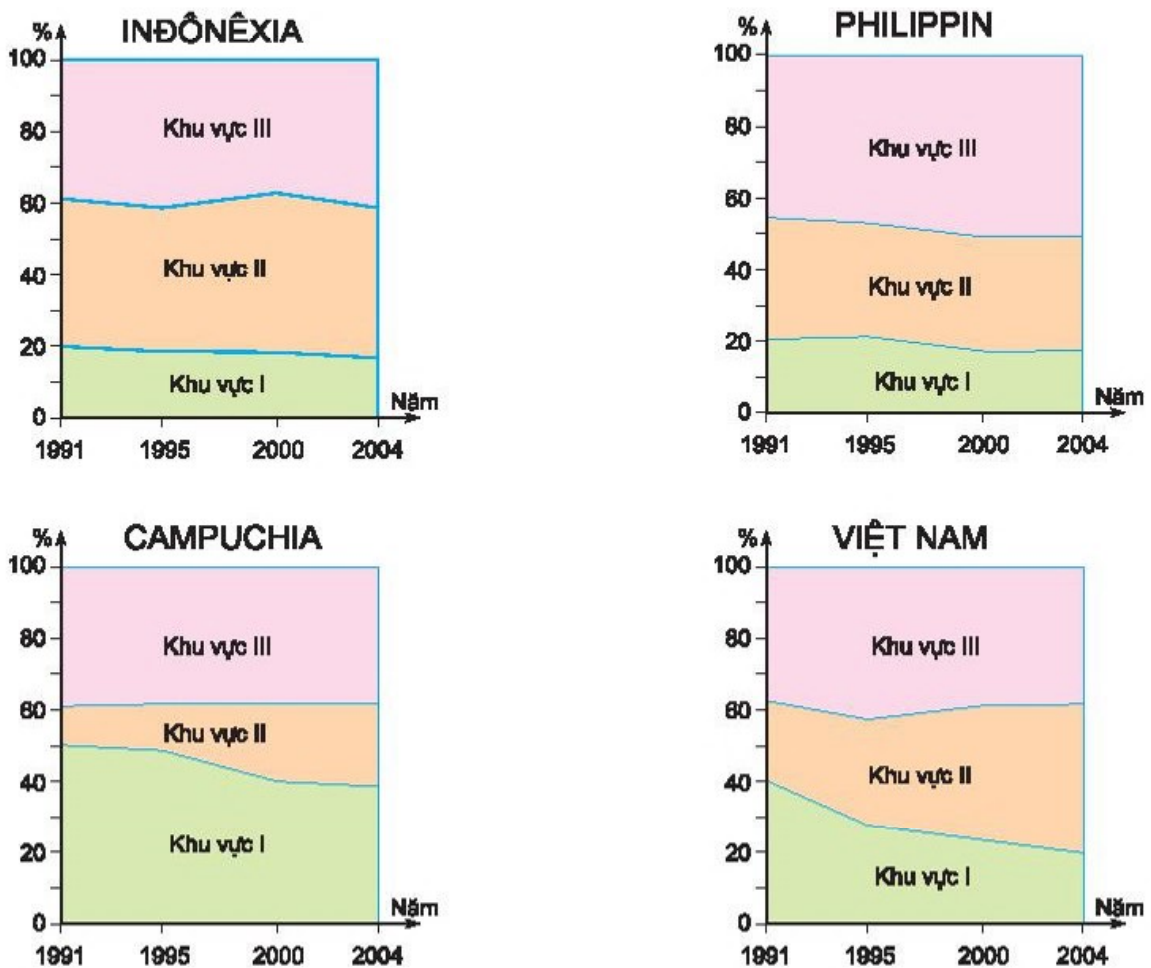 INĐÔNÊXIA
%
100
80
60
40
20
0
Khu vực III
Khu vực II
Khu vực I
Năm
1991 1995 2000 2004
PHILIPPIN
%
100
80
60
40
20
0
Khu vực III
Khu vực II
Khu vực I
Năm
1991 1995 2000 2004
CAMPUCHIA
%
100
80
60
40
20
0
Khu vực III
Khu vực II
Khu vực I
Năm
1991 1995 2000 2004
VIỆT NAM
%
100
80
60
40
20
0
Khu vực III
Khu vực II
Khu vực I
Năm
1991 1995 2000 2004